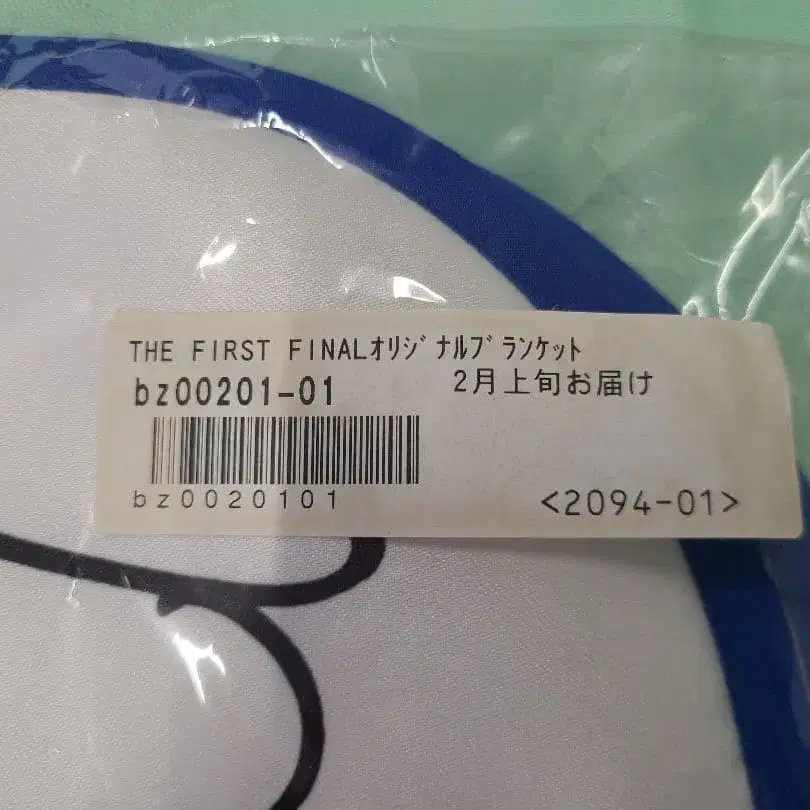 THE FIRST FINALｵﾘｼﾞﾅﾙﾌﾞﾗﾝｹｯﾄ
bz00201-01 2月上旬お届け
bz0020101 <2094-01>